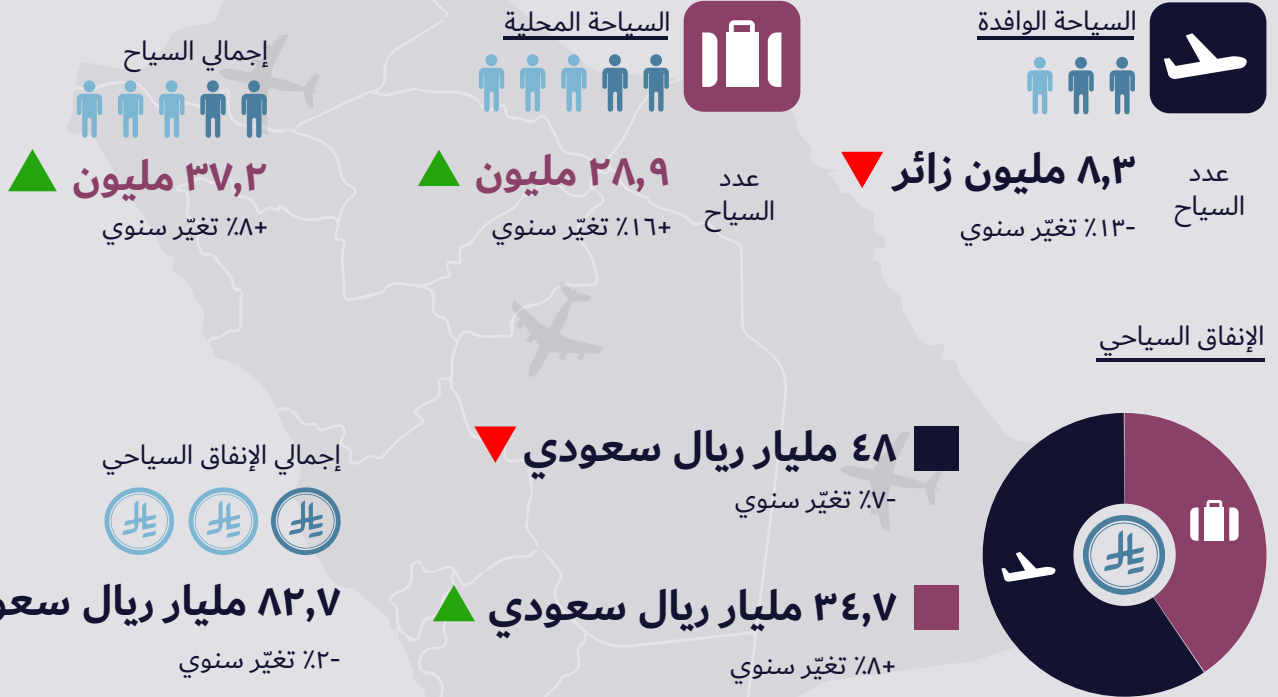 السياحة الوافدة
عدد
السياح
٨,٣ مليون زائر
-١٣٪ تغيّر سنوي
السياحة المحلية
عدد
السياح
٢٨,٩ مليون
+١٦٪ تغيّر سنوي
إجمالي السياح
٣٧,٢ مليون
+٨٪ تغيّر سنوي
الإنفاق السياحي
٤٨ مليار ريال سعودي
-٧٪ تغيّر سنوي
٣٤,٧ مليار ريال سعودي
+٨٪ تغيّر سنوي
إجمالي الإنفاق السياحي
٨٢,٧ مليار ريال
-٢٪ تغيّر سنوي